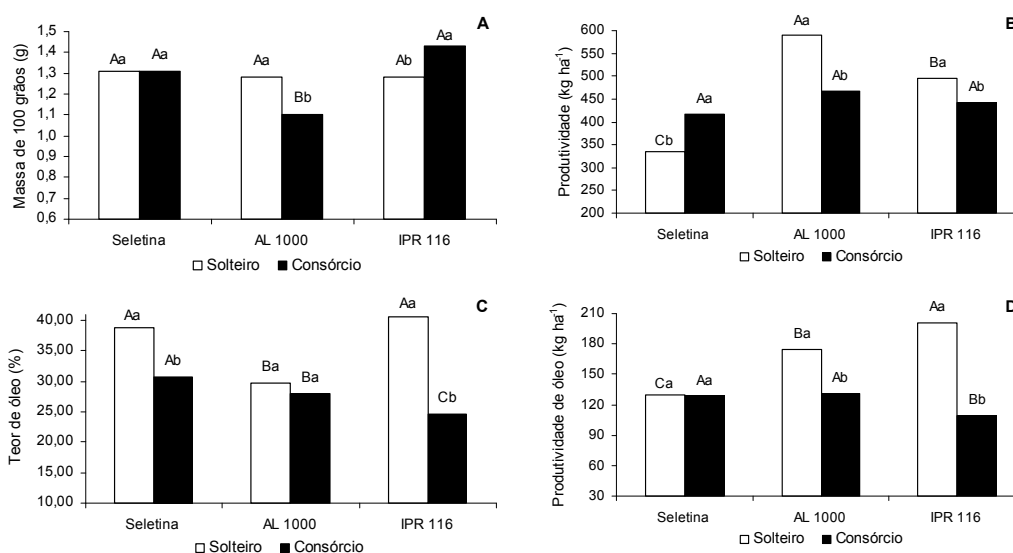 A
Massa de 100 grãos (g)
1,5
1,4
1,3
1,2
1,1
1,0
0,9
0,8
0,7
0,6
Aa Aa Aa Bb Ab Aa
Seletina AL 1000 IPR 116
Solteiro Consórcio
B
Produtividade (kg ha⁻¹)
600
550
500
450
400
350
300
250
200
Cb Aa Aa Ab Ba Ab
Seletina AL 1000 IPR 116
Solteiro Consórcio
C
Teor de óleo (%)
40,00
35,00
30,00
25,00
20,00
15,00
10,00
Aa Ab Ba Ba Aa Cb
Seletina AL 1000 IPR 116
Solteiro Consórcio
D
Produtividade de óleo (kg ha⁻¹)
210
180
150
120
90
60
30
Ca Aa Ba Ab Aa Bb
Seletina AL 1000 IPR 116
Solteiro Consórcio